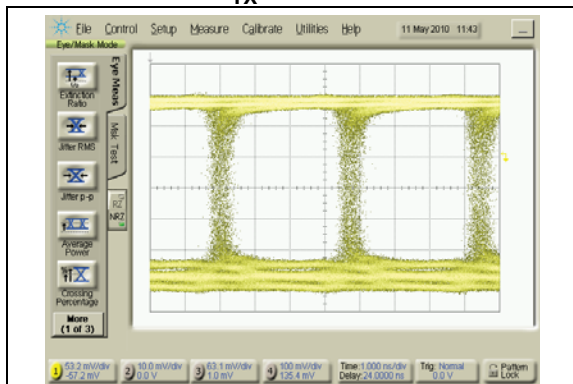 TX
File Control Setup Measure Calibrate Utilities Help 11 May 2010 11:43
Eye/Mask Mode
Eye Meas
Msk Test
Extinction
Ratio
Jitter RMS
Jitter p-p
RZ
NRZ
Average
Power
Crossing
Percentage
More
(1 of 3)
1) 53.2 mV/div
-57.2 mV
2) 10.0 mV/div
0.0 V
3) 63.1 mV/div
1.0 mV
4) 100 mV/div
135.4 mV
Time:1.000 ns/div
Delay:24.0000 ns
Trig: Normal
0.0 V
Pattern
Lock